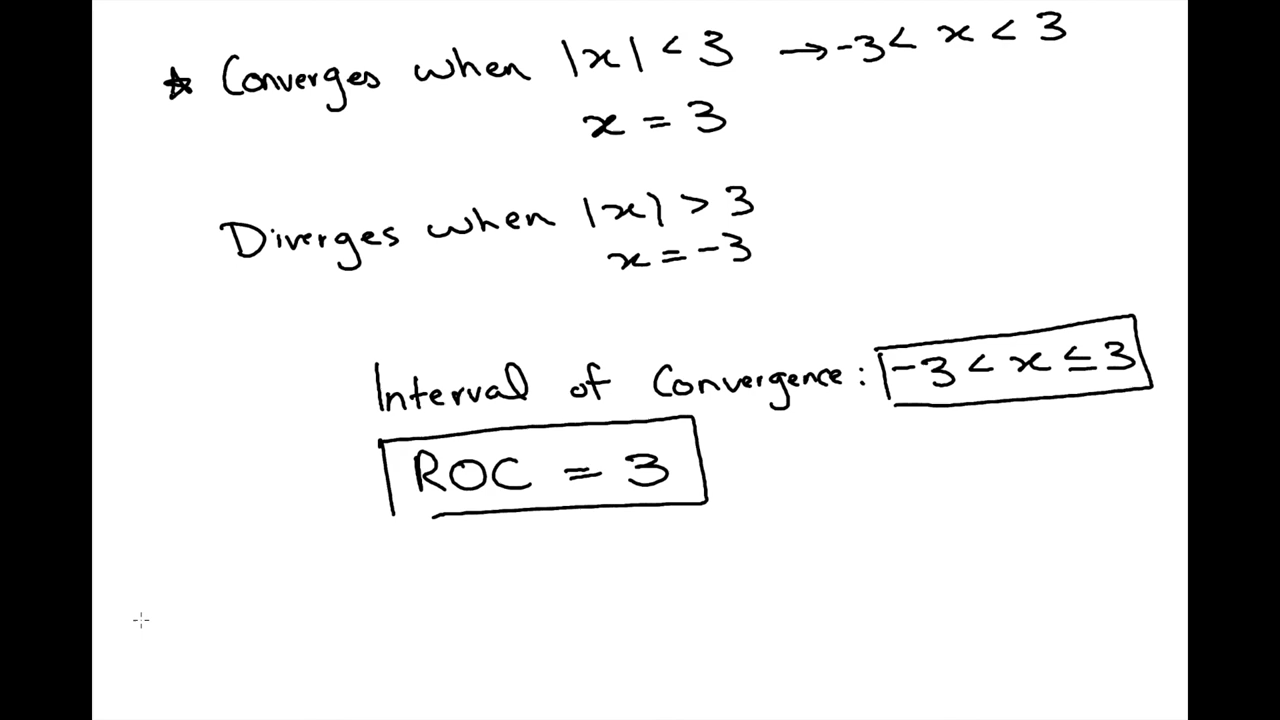 ☆ Converges when |x| < 3 → -3 < x < 3
x = 3
Diverges when |x| > 3
x = -3
Interval of Convergence: -3 < x ≤ 3
ROC = 3